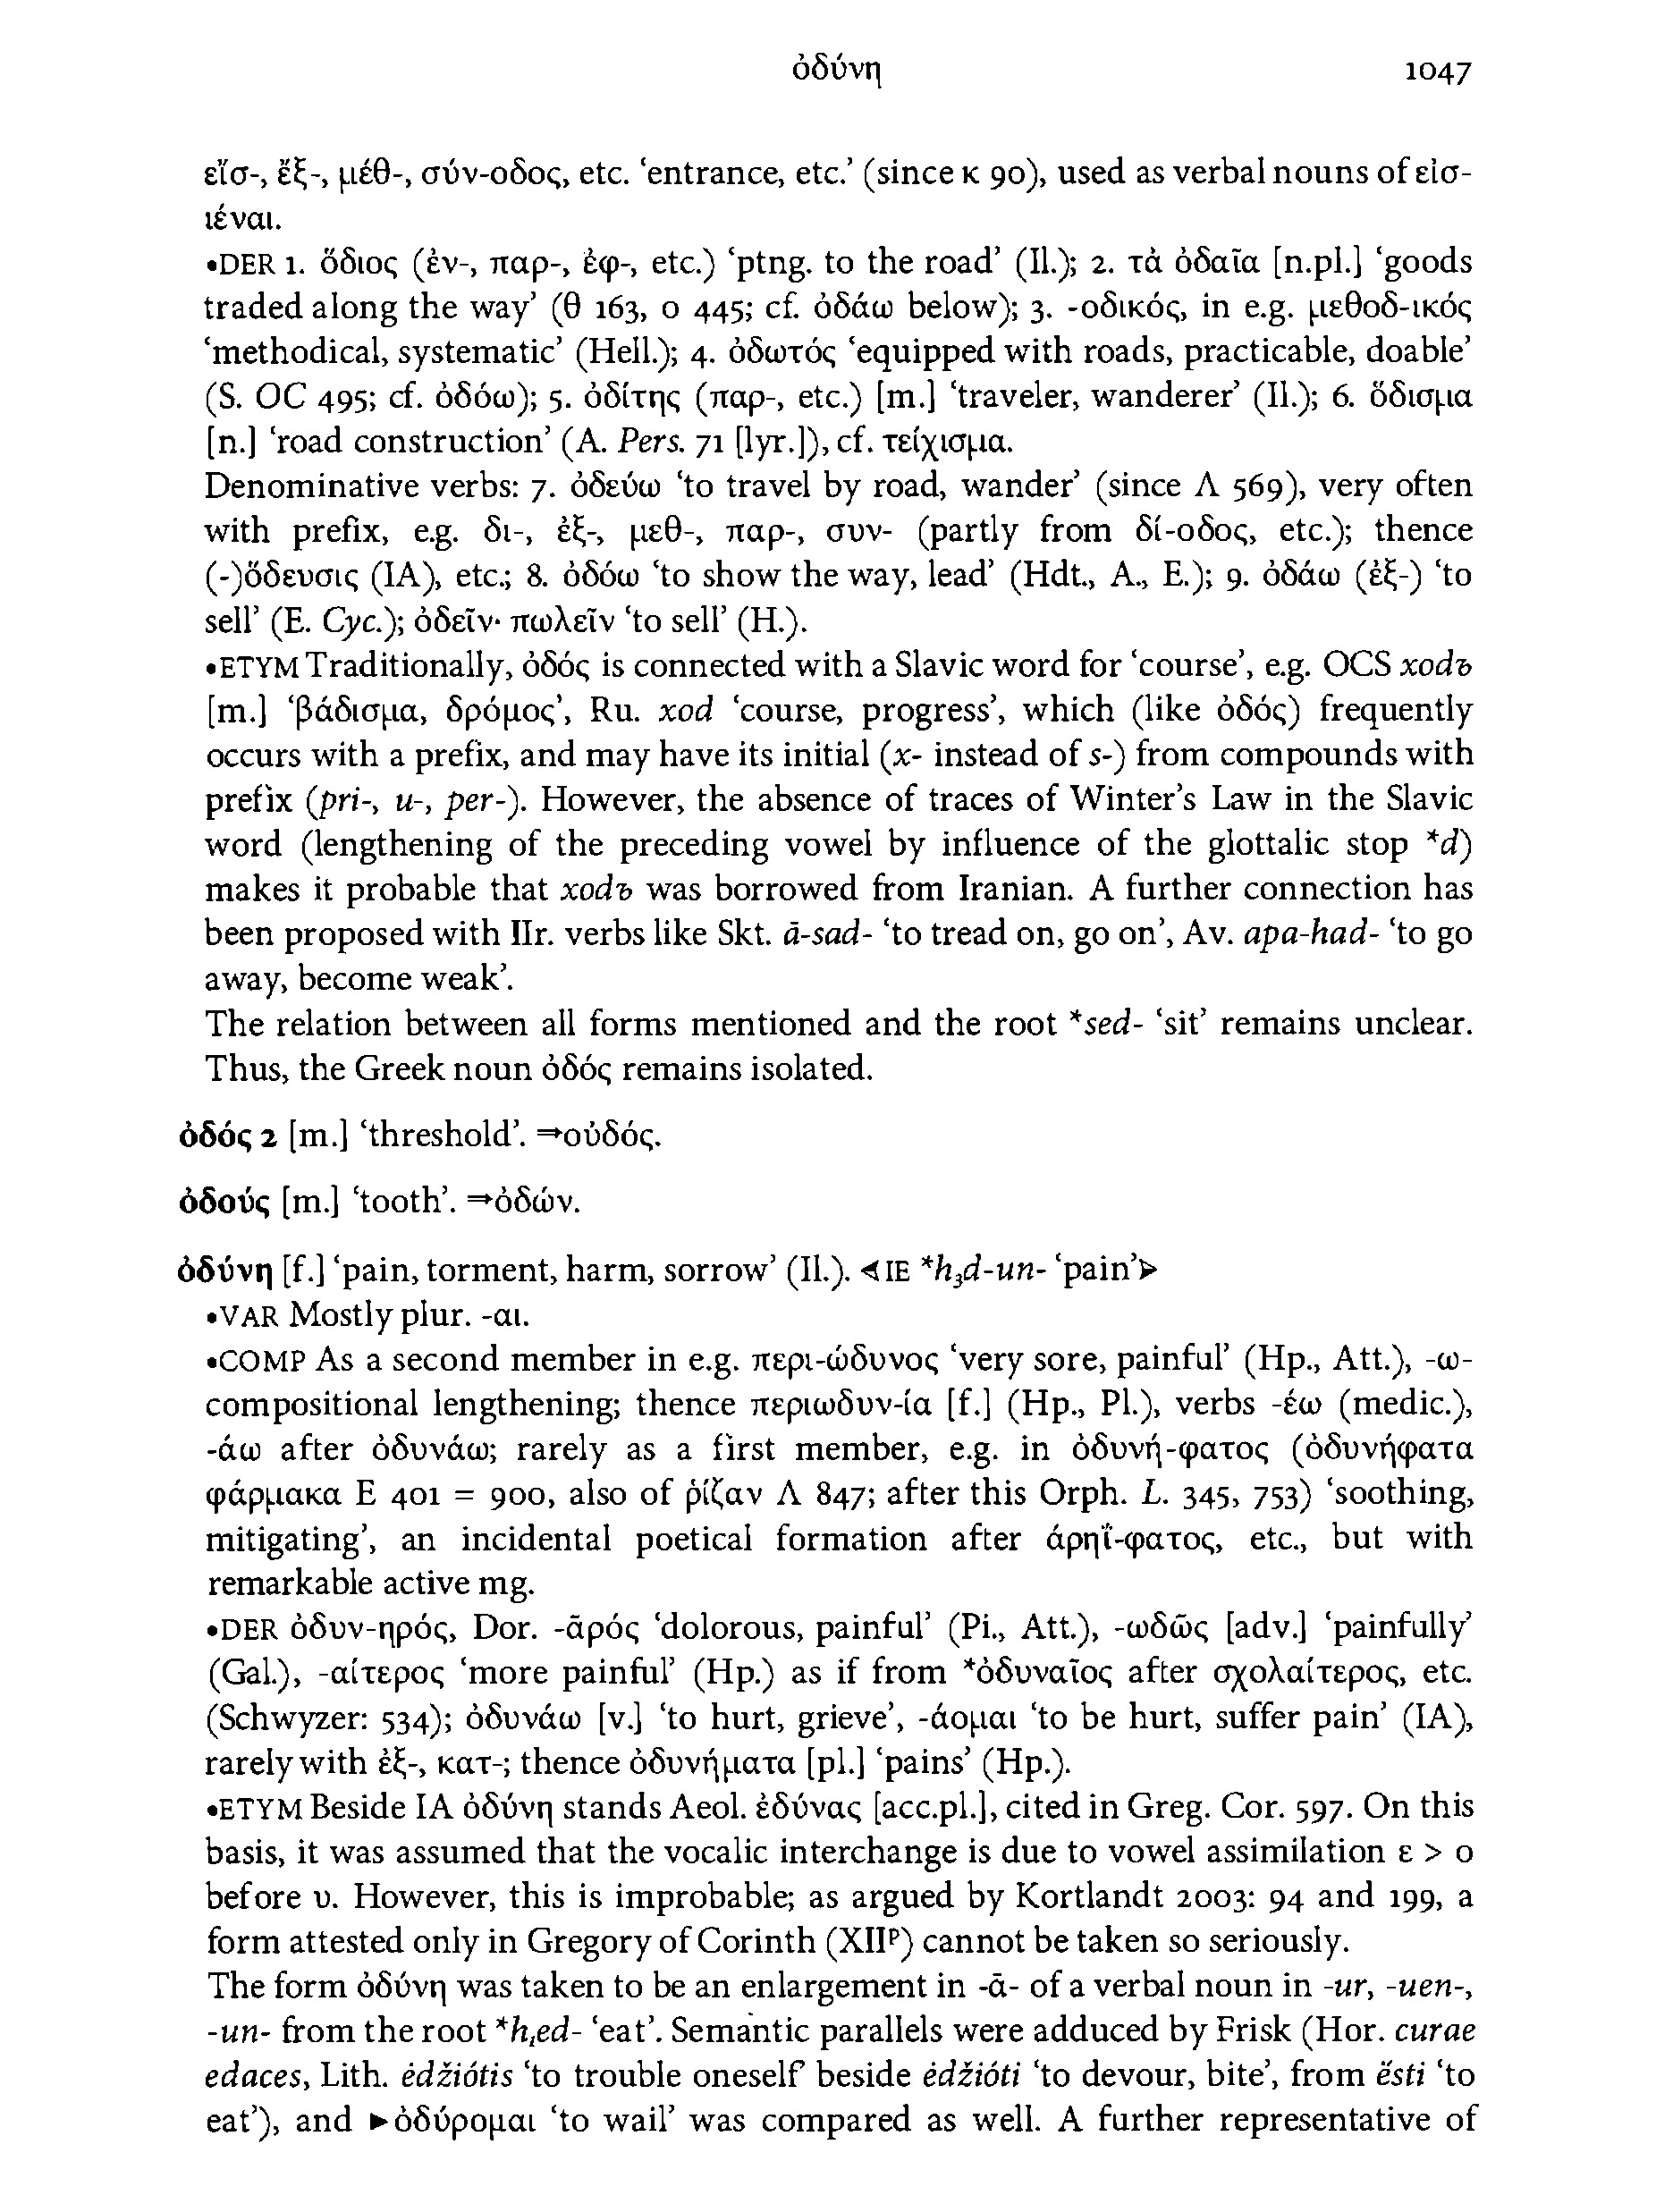 ὀδύνη 1047
εἴσ-, ἔξ-, μέθ-, σύν-οδος, etc. ‘entrance, etc.’ (since κ 90), used as verbal nouns of εἰσ-
ιέναι.
•DER 1. ὅδιος (ἐν-, παρ-, ἐφ-, etc.) ‘ptng. to the road’ (Il.); 2. τὰ ὁδαῖα [n.pl.] ‘goods
traded along the way’ (θ 163, ο 445; cf. ὁδάω below); 3. -οδικός, in e.g. μεθοδ-ικός
‘methodical, systematic’ (Hell.); 4. ὁδωτός ‘equipped with roads, practicable, doable’
(S. OC 495; cf. ὁδόω); 5. ὁδίτης (παρ-, etc.) [m.] ‘traveler, wanderer’ (Il.); 6. ὅδισμα
[n.] ‘road construction’ (A. Pers. 71 [lyr.]), cf. τείχισμα.
Denominative verbs: 7. ὁδεύω ‘to travel by road, wander’ (since Λ 569), very often
with prefix, e.g. δι-, ἐξ-, μεθ-, παρ-, συν- (partly from δί-οδος, etc.); thence
(-)ὅδευσις (IA), etc.; 8. ὁδόω ‘to show the way, lead’ (Hdt., A., E.); 9. ὁδάω (ἐξ-) ‘to
sell’ (E. Cyc.); ὁδεῖν· πωλεῖν ‘to sell’ (H.).
•ETYM Traditionally, ὁδός is connected with a Slavic word for ‘course’, e.g. OCS xodъ
[m.] ‘βάδισμα, δρόμος’, Ru. xod ‘course, progress’, which (like ὁδός) frequently
occurs with a prefix, and may have its initial (x- instead of s-) from compounds with
prefix (pri-, u-, per-). However, the absence of traces of Winter’s Law in the Slavic
word (lengthening of the preceding vowel by influence of the glottalic stop *d)
makes it probable that xodъ was borrowed from Iranian. A further connection has
been proposed with IIr. verbs like Skt. ā-sad- ‘to tread on, go on’, Av. apa-had- ‘to go
away, become weak’.
The relation between all forms mentioned and the root *sed- ‘sit’ remains unclear.
Thus, the Greek noun ὁδός remains isolated.
ὁδός 2 [m.] ‘threshold’. ⇒οὐδός.
ὀδούς [m.] ‘tooth’. ⇒ὀδών.
ὀδύνη [f.] ‘pain, torment, harm, sorrow’ (Il.). ⊲IE *h₃d-un- ‘pain’⊳
•VAR Mostly plur. -αι.
•COMP As a second member in e.g. περι-ώδυνος ‘very sore, painful’ (Hp., Att.), -ω-
compositional lengthening; thence περιωδυν-ία [f.] (Hp., Pl.), verbs -έω (medic.),
-άω after ὀδυνάω; rarely as a first member, e.g. in ὀδυνή-φατος (ὀδυνήφατα
φάρμακα Ε 401 = 900, also of ῥίζαν Λ 847; after this Orph. L. 345, 753) ‘soothing,
mitigating’, an incidental poetical formation after ἀρηΐ-φατος, etc., but with
remarkable active mg.
•DER ὀδυν-ηρός, Dor. -ᾱρός ‘dolorous, painful’ (Pi., Att.), -ωδῶς [adv.] ‘painfully’
(Gal.), -αίτερος ‘more painful’ (Hp.) as if from *ὀδυναῖος after σχολαίτερος, etc.
(Schwyzer: 534); ὀδυνάω [v.] ‘to hurt, grieve’, -άομαι ‘to be hurt, suffer pain’ (IA),
rarely with ἐξ-, κατ-; thence ὀδυνήματα [pl.] ‘pains’ (Hp.).
•ETYM Beside IA ὀδύνη stands Aeol. ἐδύνας [acc.pl.], cited in Greg. Cor. 597. On this
basis, it was assumed that the vocalic interchange is due to vowel assimilation ε > ο
before υ. However, this is improbable; as argued by Kortlandt 2003: 94 and 199, a
form attested only in Gregory of Corinth (XIIᵖ) cannot be taken so seriously.
The form ὀδύνη was taken to be an enlargement in -ā- of a verbal noun in -ur, -uen-,
-un- from the root *h₁ed- ‘eat’. Semantic parallels were adduced by Frisk (Hor. curae
edaces, Lith. ėdžiótis ‘to trouble oneself’ beside ėdžióti ‘to devour, bite’, from ė́sti ‘to
eat’), and ►ὀδύρομαι ‘to wail’ was compared as well. A further representative of